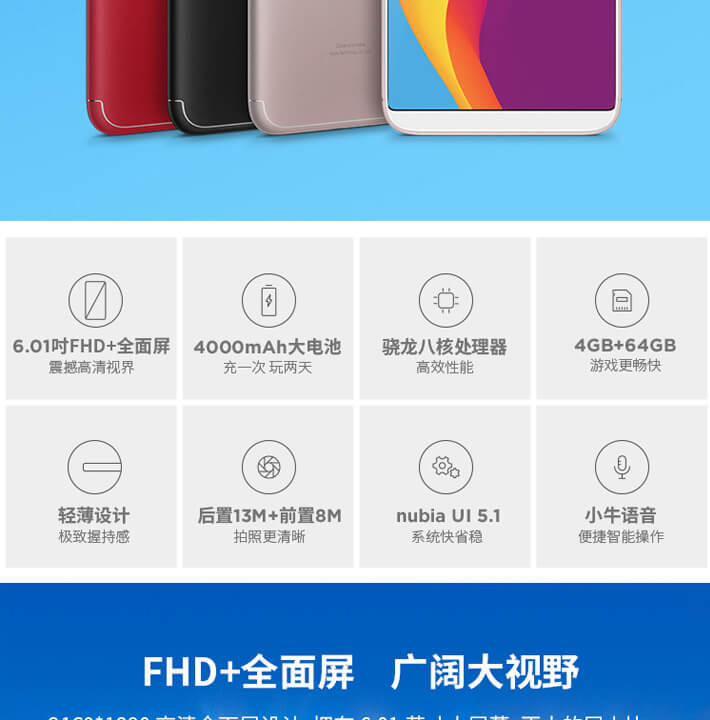 6.01吋FHD+全面屏
震撼高清视界
4000mAh大电池
充一次 玩两天
骁龙八核处理器
高效性能
4GB+64GB
游戏更畅快
轻薄设计
极致握持感
后置13M+前置8M
拍照更清晰
nubia UI 5.1
系统快省稳
小牛语音
便捷智能操作
FHD+全面屏 广阔大视野